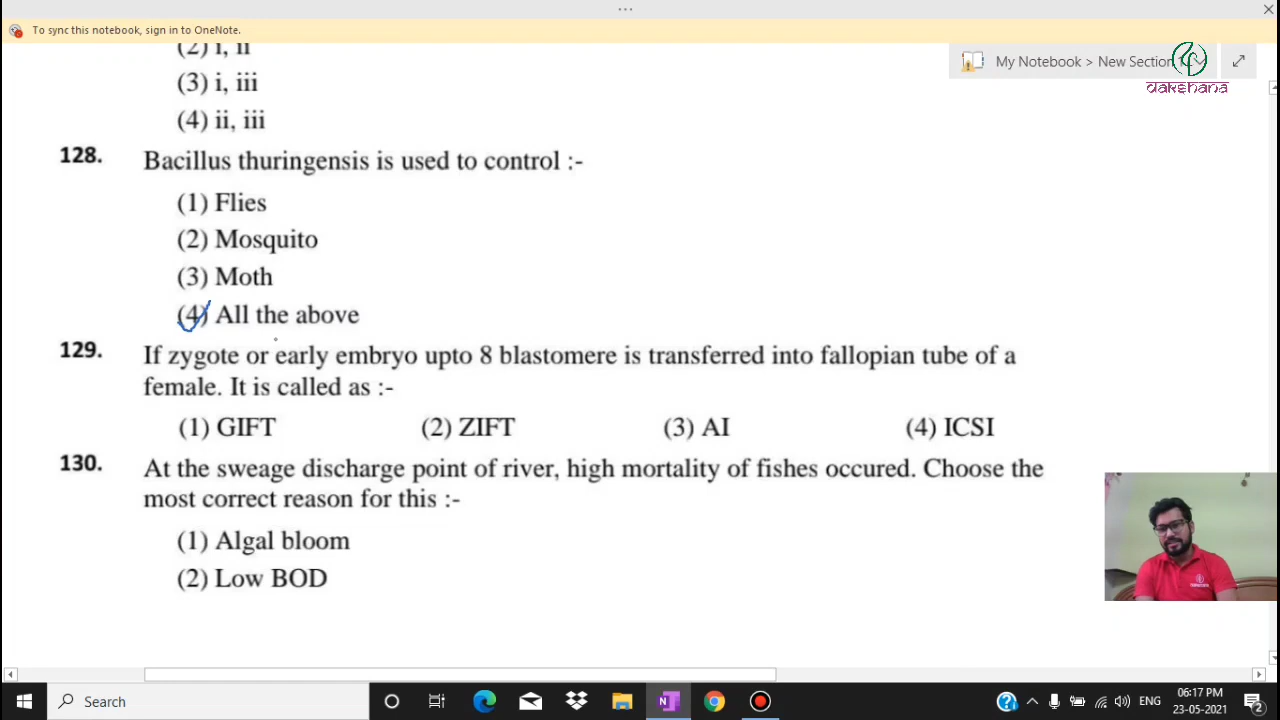 To sync this notebook, sign in to OneNote.
(2) i, ii
My Notebook > New Section 1
(3) i, iii
dakshana
(4) ii, iii
128. Bacillus thuringensis is used to control :-
(1) Flies
(2) Mosquito
(3) Moth
(4) All the above
129. If zygote or early embryo upto 8 blastomere is transferred into fallopian tube of a
female. It is called as :-
(1) GIFT (2) ZIFT (3) AI (4) ICSI
130. At the sweage discharge point of river, high mortality of fishes occured. Choose the
most correct reason for this :-
(1) Algal bloom
(2) Low BOD
Search
ENG
06:17 PM
23-05-2021
2